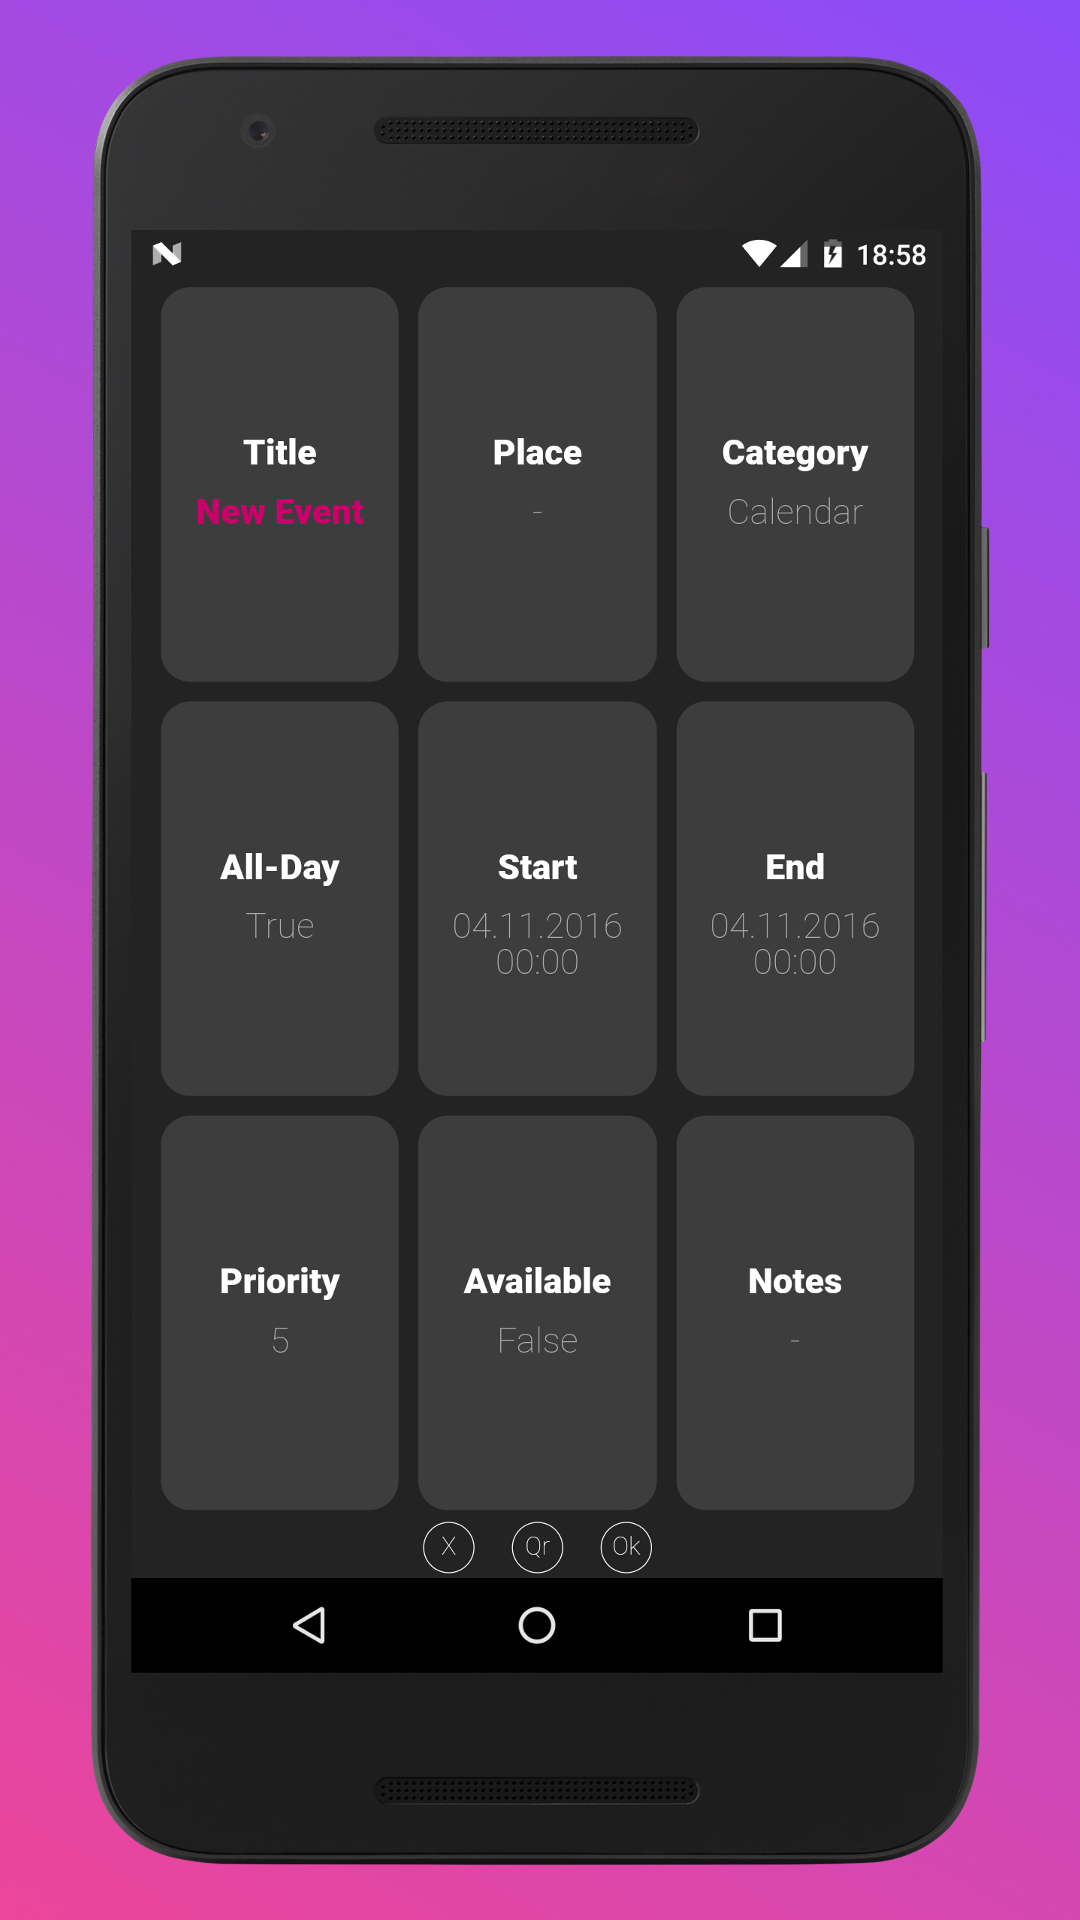 18:58
Title
New Event
Place
-
Category
Calendar
All-Day
True
Start
04.11.2016
00:00
End
04.11.2016
00:00
Priority
5
Available
False
Notes
-
X
Qr
Ok